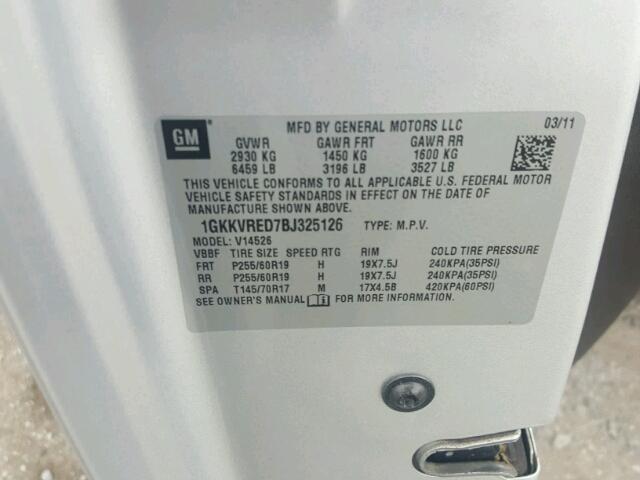 GM
MFD BY GENERAL MOTORS LLC 03/11
GVWR GAWR FRT GAWR RR
2930 KG 1450 KG 1600 KG
6459 LB 3196 LB 3527 LB
THIS VEHICLE CONFORMS TO ALL APPLICABLE U.S. FEDERAL MOTOR
VEHICLE SAFETY STANDARDS IN EFFECT ON THE DATE OF
MANUFACTURE SHOWN ABOVE.
1GKKVRED7BJ325126 TYPE: M.P.V.
MODEL: V14526
VBBF TIRE SIZE SPEED RTG RIM COLD TIRE PRESSURE
FRT P255/60R19 H 19X7.5J 240KPA(35PSI)
RR P255/60R19 H 19X7.5J 240KPA(35PSI)
SPA T145/70R17 M 17X4.5B 420KPA(60PSI)
SEE OWNER'S MANUAL FOR MORE INFORMATION.